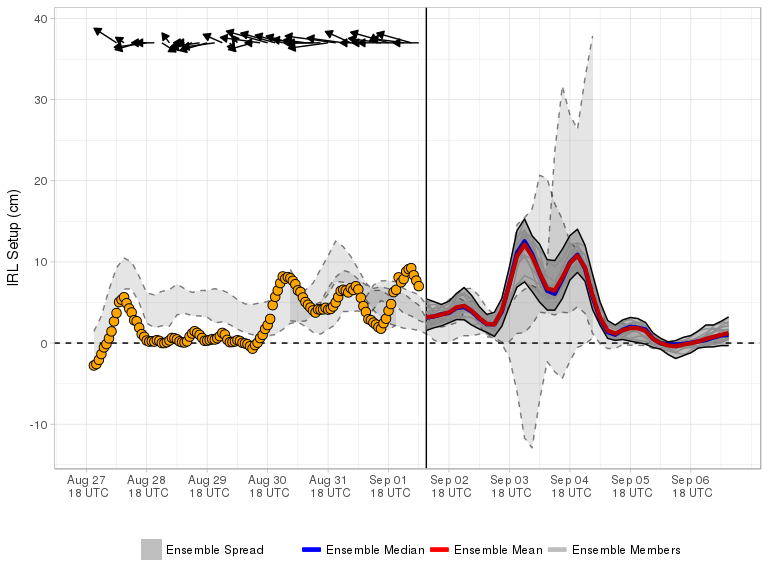 40
30
20
10
0
-10
IRL Setup (cm)
Aug 27 Aug 28 Aug 29 Aug 30 Aug 31 Sep 01 Sep 02 Sep 03 Sep 04 Sep 05 Sep 06
18 UTC 18 UTC 18 UTC 18 UTC 18 UTC 18 UTC 18 UTC 18 UTC 18 UTC 18 UTC 18 UTC
Ensemble Spread Ensemble Median Ensemble Mean Ensemble Members